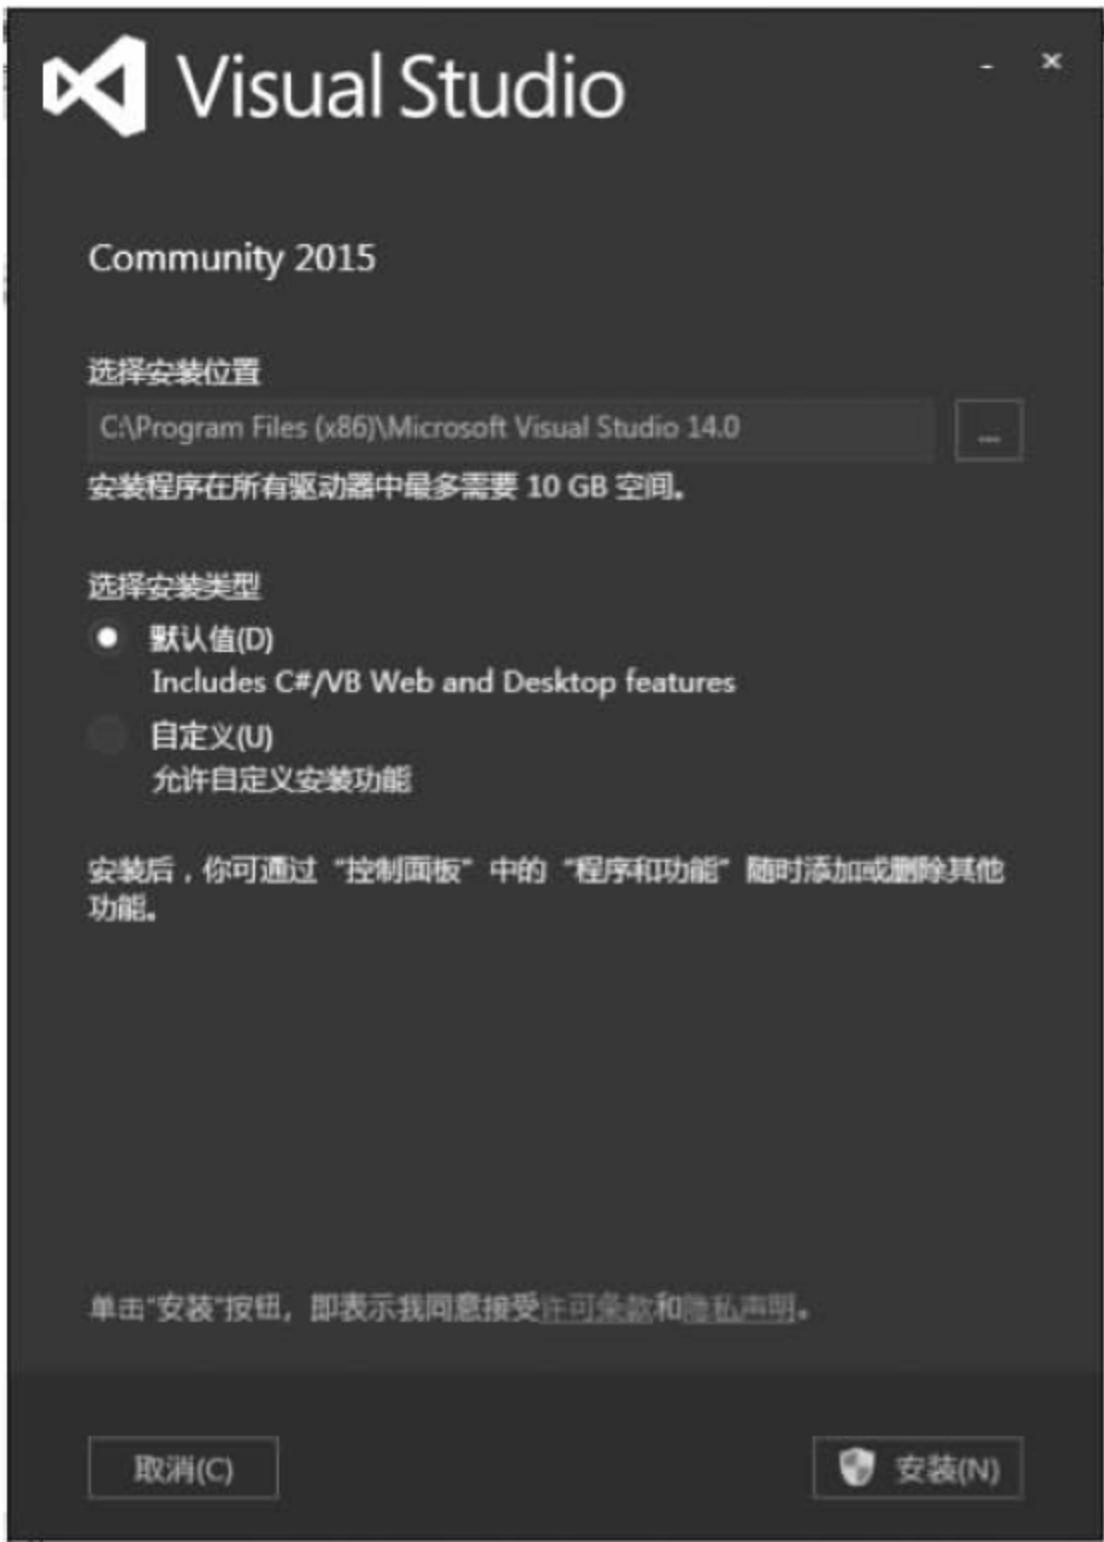 Visual Studio
Community 2015
选择安装位置
C:\Program Files (x86)\Microsoft Visual Studio 14.0
...
安装程序在所有驱动器中最多需要 10 GB 空间。
选择安装类型
默认值(D)
Includes C#/VB Web and Desktop features
自定义(U)
允许自定义安装功能
安装后，你可通过“控制面板”中的“程序和功能”随时添加或删除其他
功能。
单击"安装"按钮，即表示我同意接受许可条款和隐私声明。
取消(C)
安装(N)